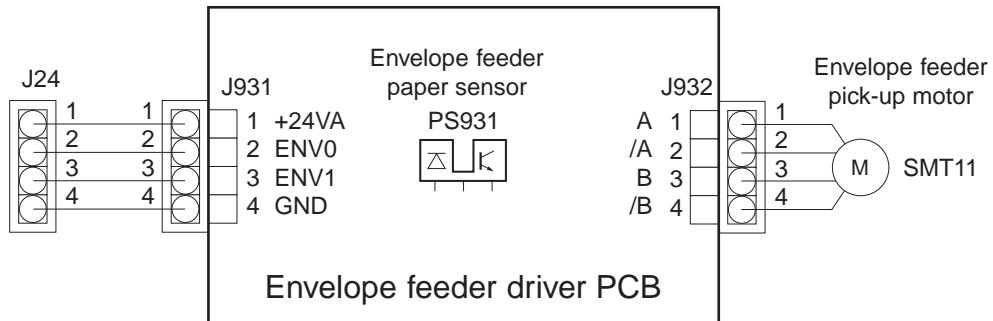 J24
1 1
2 2
3 3
4 4
J931
1 +24VA
2 ENV0
3 ENV1
4 GND
Envelope feeder
paper sensor
PS931
J932
A 1
/A 2
B 3
/B 4
1
2
3
4
Envelope feeder
pick-up motor
M
SMT11
Envelope feeder driver PCB